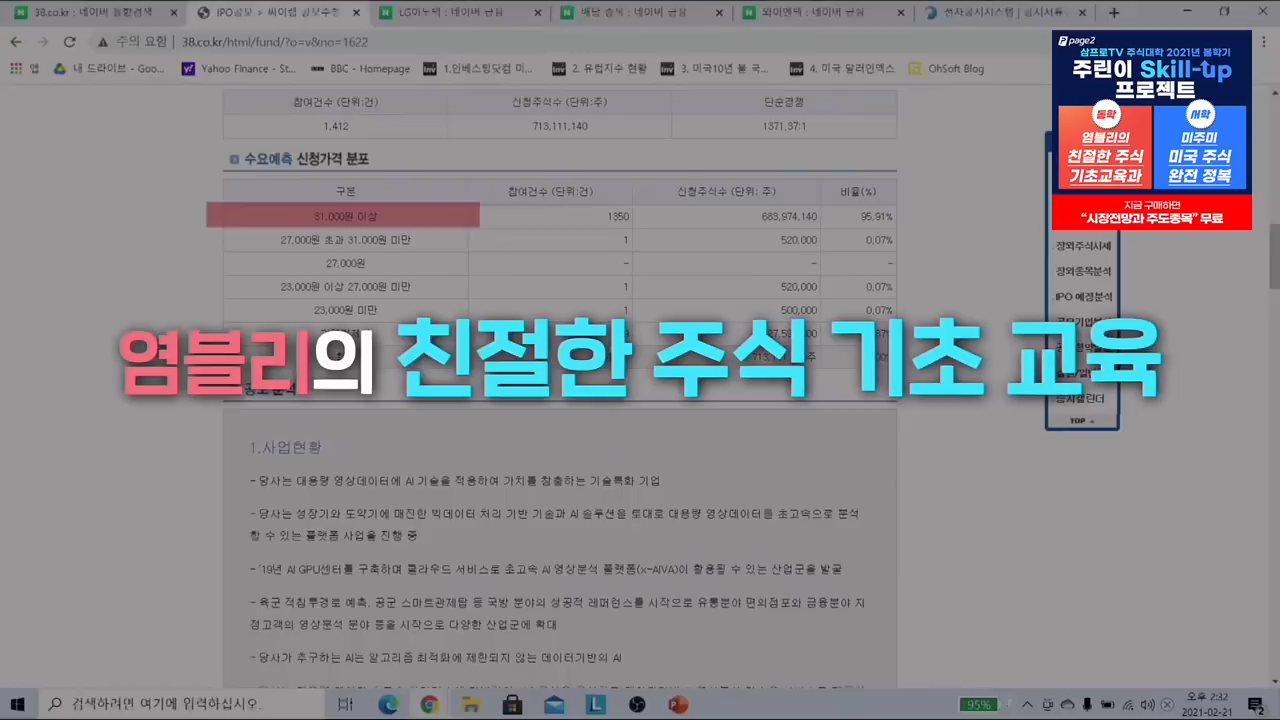 38.co.kr : 네이버 통합검색
IPO공모 > 싸이랩 공모수현
LG이노텍 : 네이버 금융
배당 종목 : 네이버 금융
와이엔텍 : 네이버 금융
전자공시시스템 | 공시서류
주의 요함 | 38.co.kr/html/fund/?o=v&no=1622
앱
내 드라이브 - Goo...
Yahoo Finance - St...
BBC - Homepage
1.인베스팅닷컴 미...
2. 유럽지수 현황
3. 미국10년 물 국...
4. 미국 달러인덱스
OhSoft Blog
page2
삼프로TV 주식대학 2021년 봄학기
주린이 Skill-up
프로젝트
동학
염블리의
친절한 주식
기초교육과
서학
미주미
미국 주식
완전 정복
지금 구매하면
"시장전망과 주도종목" 무료
참여건수 (단위:건) 신청주식수 (단위:주) 단순경쟁
1,412 713,111,140 1371,37:1
수요예측 신청가격 분포
구분 참여건수 (단위:건) 신청주식수 (단위: 주) 비율(%)
31,000원 이상 1350 683,974,140 95.91%
27,000원 초과 31,000원 미만 1 520,000 0.07%
27,000원 - - -
23,000원 이상 27,000원 미만 1 520,000 0.07%
23,000원 미만 1 500,000 0.07%
장외주식시세
장외종목분석
IPO 예정분석
염블리의 친절한 주식 기초 교육
TOP
1.사업현황
- 당사는 대용량 영상데이터에 AI 기술을 적용하여 가치를 창출하는 기술특화 기업
- 당사는 성장기와 도약기에 매진한 빅데이터 처리 기반 기술과 AI 솔루션을 토대로 대용량 영상데이터를 초고속으로 분석
할 수 있는 플랫폼 사업을 진행 중
- '19년 AI GPU센터를 구축하며 클라우드 서비스로 초고속 AI 영상분석 플랫폼(x-AIVA)이 활용될 수 있는 산업군을 발굴
- 육군 적침투경로 예측, 공군 스마트관제탑 등 국방 분야의 성공적 레퍼런스를 시작으로 유통분야 편의점포와 금융분야 지
점고객의 영상분석 분야 등을 시작으로 다양한 산업군에 확대
- 당사가 추구하는 AI는 알고리즘 최적화에 제한되지 않는 데이터기반의 AI
검색하려면 여기에 입력하십시오.
95%
오후 2:32
2021-02-21
2